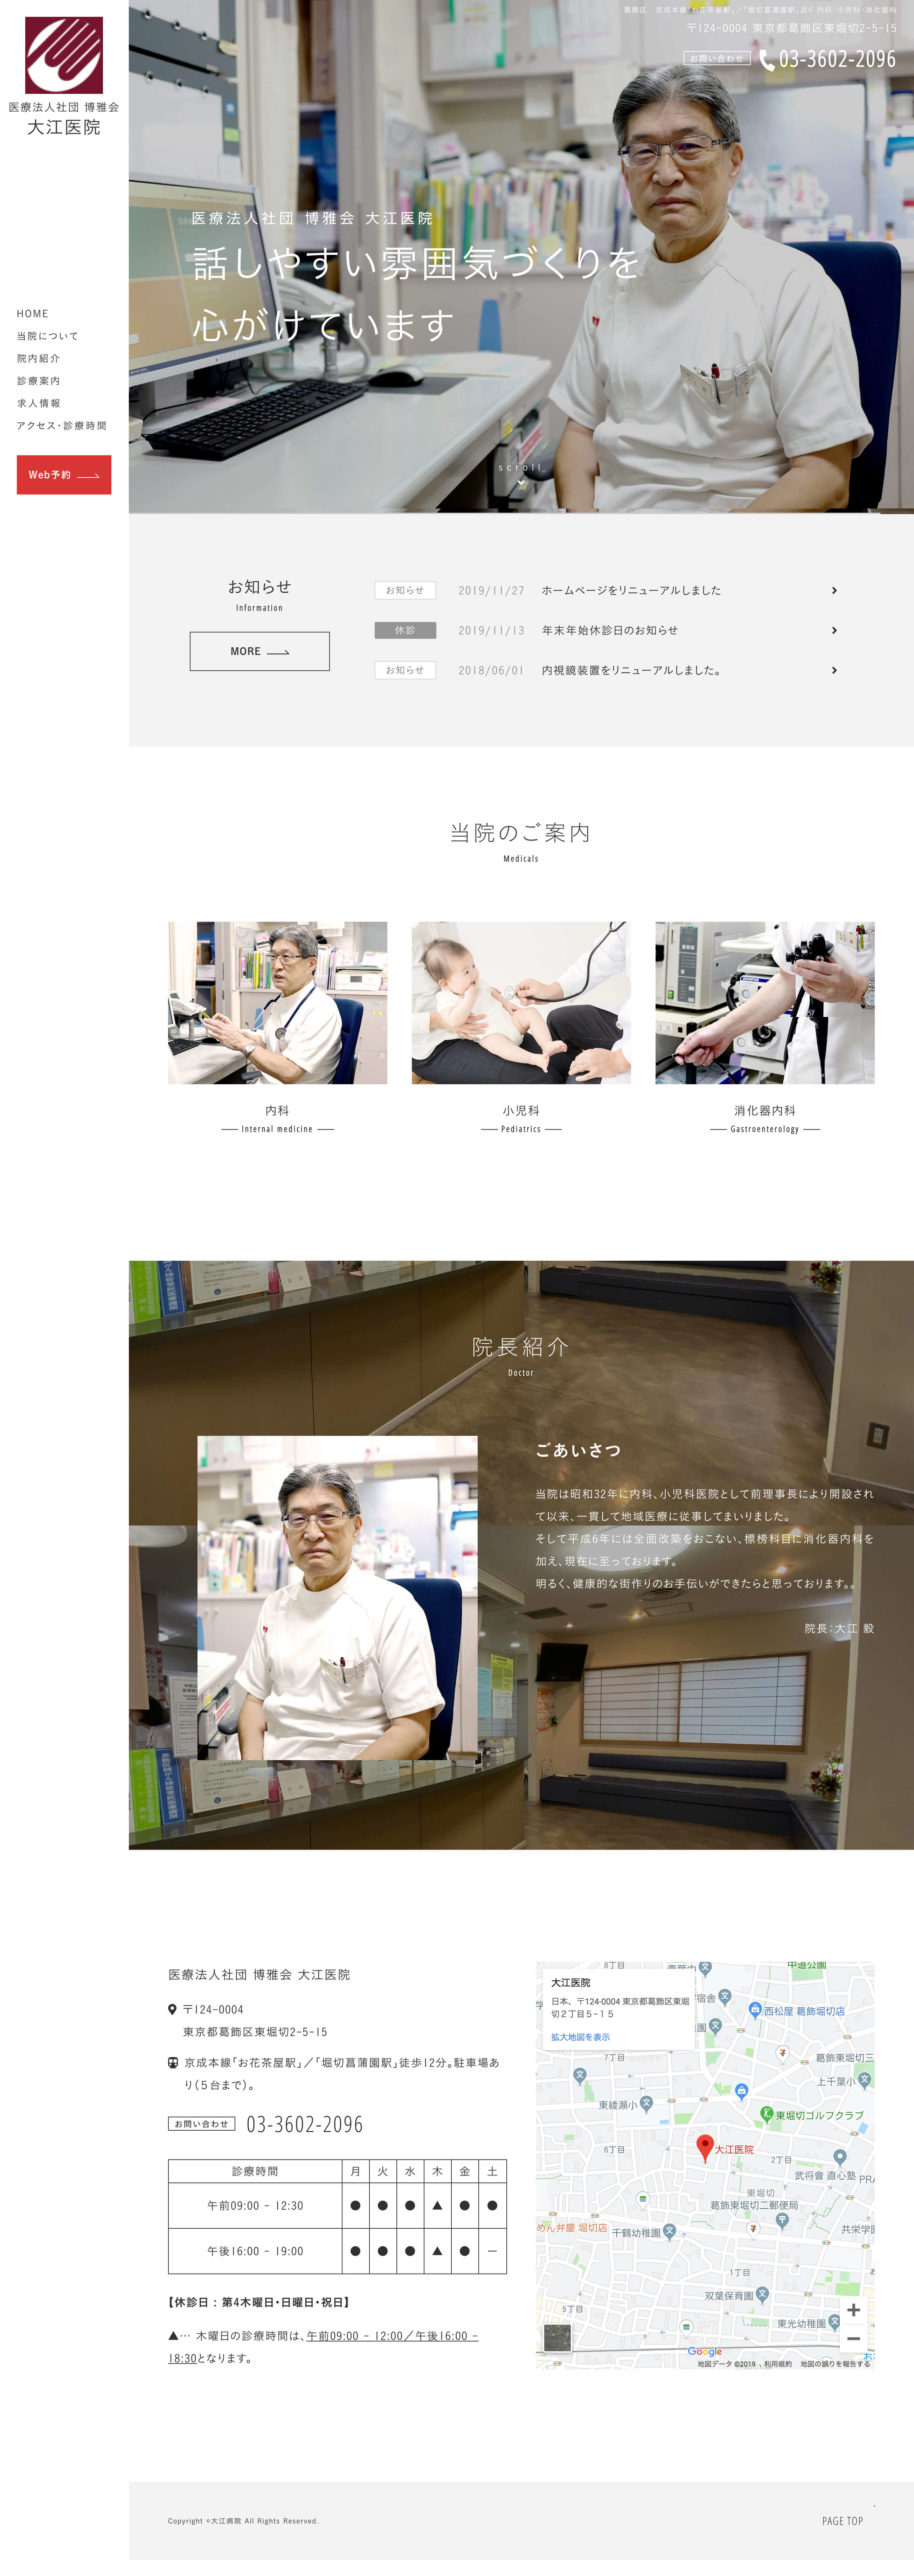 医療法人社団 博雅会
大江医院
HOME
当院について
院内紹介
診療案内
求人情報
アクセス・診療時間
Web予約
葛飾区 京成本線「お花茶屋駅」／「堀切菖蒲園駅」近く 内科・小児科・消化器科
〒124-0004 東京都葛飾区東堀切2-5-15
お問い合わせ 03-3602-2096
医療法人社団 博雅会 大江医院
話しやすい雰囲気づくりを
心がけています
scroll
お知らせ
Information
MORE
お知らせ 2019/11/27 ホームページをリニューアルしました
休診 2019/11/13 年末年始休診日のお知らせ
お知らせ 2018/06/01 内視鏡装置をリニューアルしました。
当院のご案内
Medicals
内科
Internal medicine
小児科
Pediatrics
消化器内科
Gastroenterology
院長紹介
Doctor
ごあいさつ
当院は昭和32年に内科、小児科医院として前理事長により開設され
て以来、一貫して地域医療に従事してまいりました。
そして平成6年には全面改築をおこない、標榜科目に消化器内科を
加え、現在に至っております。
明るく、健康的な街作りのお手伝いができたらと思っております。。
院長：大江 毅
医療法人社団 博雅会 大江医院
〒124-0004
東京都葛飾区東堀切2-5-15
京成本線「お花茶屋駅」／「堀切菖蒲園駅」徒歩12分。駐車場あ
り（5台まで）。
お問い合わせ 03-3602-2096
診療時間 月 火 水 木 金 土
午前09:00 - 12:30 ● ● ● ▲ ● ●
午後16:00 - 19:00 ● ● ● ▲ ● －
【休診日：第4木曜日・日曜日・祝日】
▲… 木曜日の診療時間は、午前09:00 - 12:00／午後16:00 -
18:30となります。
大江医院
日本、〒124-0004 東京都葛飾区東堀
切２丁目５−１５
拡大地図を表示
8丁目
中道公園
西松屋 葛飾堀切店
7丁目
葛飾東堀切三
上千葉小
東綾瀬小
東堀切ゴルフクラブ
6丁目
大江医院
2丁目
武将會 直心塾
東堀切
葛飾東堀切二郵便局
めん弁慶 堀切店
千鶴幼稚園
共栄学園
1丁目
双葉保育園
5丁目
東光幼稚園
Google
地図データ ©2019 利用規約 地図の誤りを報告する
Copyright ©大江病院 All Rights Reserved.
PAGE TOP